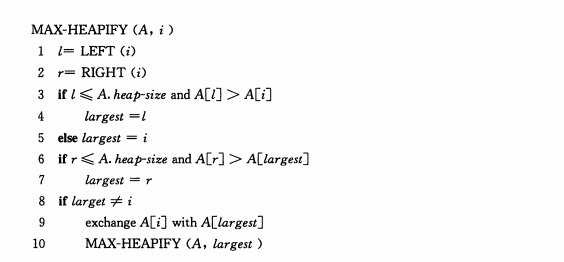 MAX-HEAPIFY (A, i)
1 l= LEFT (i)
2 r= RIGHT (i)
3 if l ⩽ A. heap-size and A[l] > A[i]
4 largest =l
5 else largest = i
6 if r ⩽ A. heap-size and A[r] > A[largest]
7 largest = r
8 if larget ≠ i
9 exchange A[i] with A[largest]
10 MAX-HEAPIFY (A, largest )